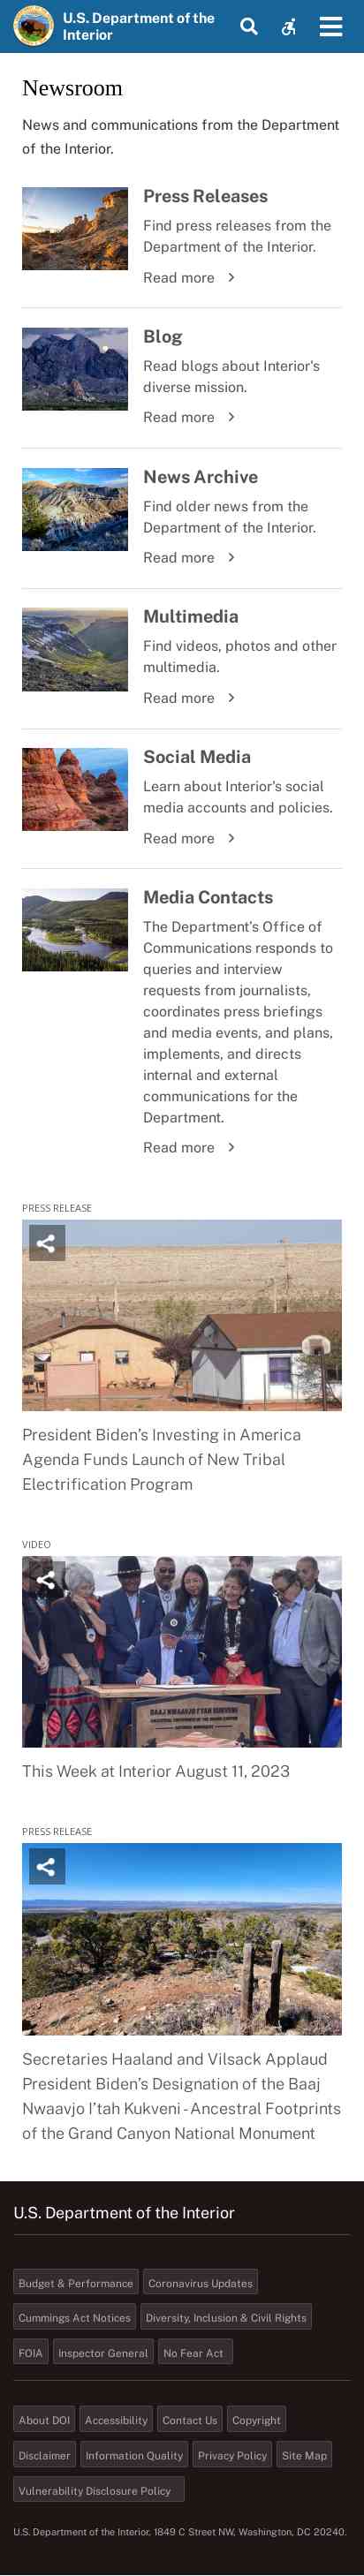 U.S. Department of the
Interior
Newsroom
News and communications from the Department
of the Interior.
Press Releases
Find press releases from the
Department of the Interior.
Read more
Blog
Read blogs about Interior's
diverse mission.
Read more
News Archive
Find older news from the
Department of the Interior.
Read more
Multimedia
Find videos, photos and other
multimedia.
Read more
Social Media
Learn about Interior's social
media accounts and policies.
Read more
Media Contacts
The Department's Office of
Communications responds to
queries and interview
requests from journalists,
coordinates press briefings
and media events, and plans,
implements, and directs
internal and external
communications for the
Department.
Read more
PRESS RELEASE
President Biden's Investing in America
Agenda Funds Launch of New Tribal
Electrification Program
VIDEO
This Week at Interior August 11, 2023
PRESS RELEASE
Secretaries Haaland and Vilsack Applaud
President Biden's Designation of the Baaj
Nwaavjo I'tah Kukveni - Ancestral Footprints
of the Grand Canyon National Monument
U.S. Department of the Interior
Budget & Performance
Coronavirus Updates
Cummings Act Notices
Diversity, Inclusion & Civil Rights
FOIA
Inspector General
No Fear Act
About DOI
Accessibility
Contact Us
Copyright
Disclaimer
Information Quality
Privacy Policy
Site Map
Vulnerability Disclosure Policy
U.S. Department of the Interior, 1849 C Street NW, Washington, DC 20240.